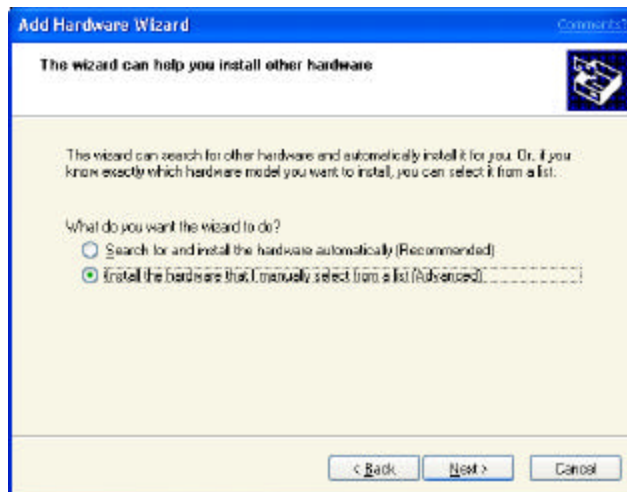 Add Hardware Wizard
Comments?
The wizard can help you install other hardware
The wizard can search for other hardware and automatically install it for you. Or, if you
know exactly which hardware model you want to install, you can select it from a list.
What do you want the wizard to do?
Search for and install the hardware automatically (Recommended)
Install the hardware that I manually select from a list (Advanced)
< Back
Next >
Cancel